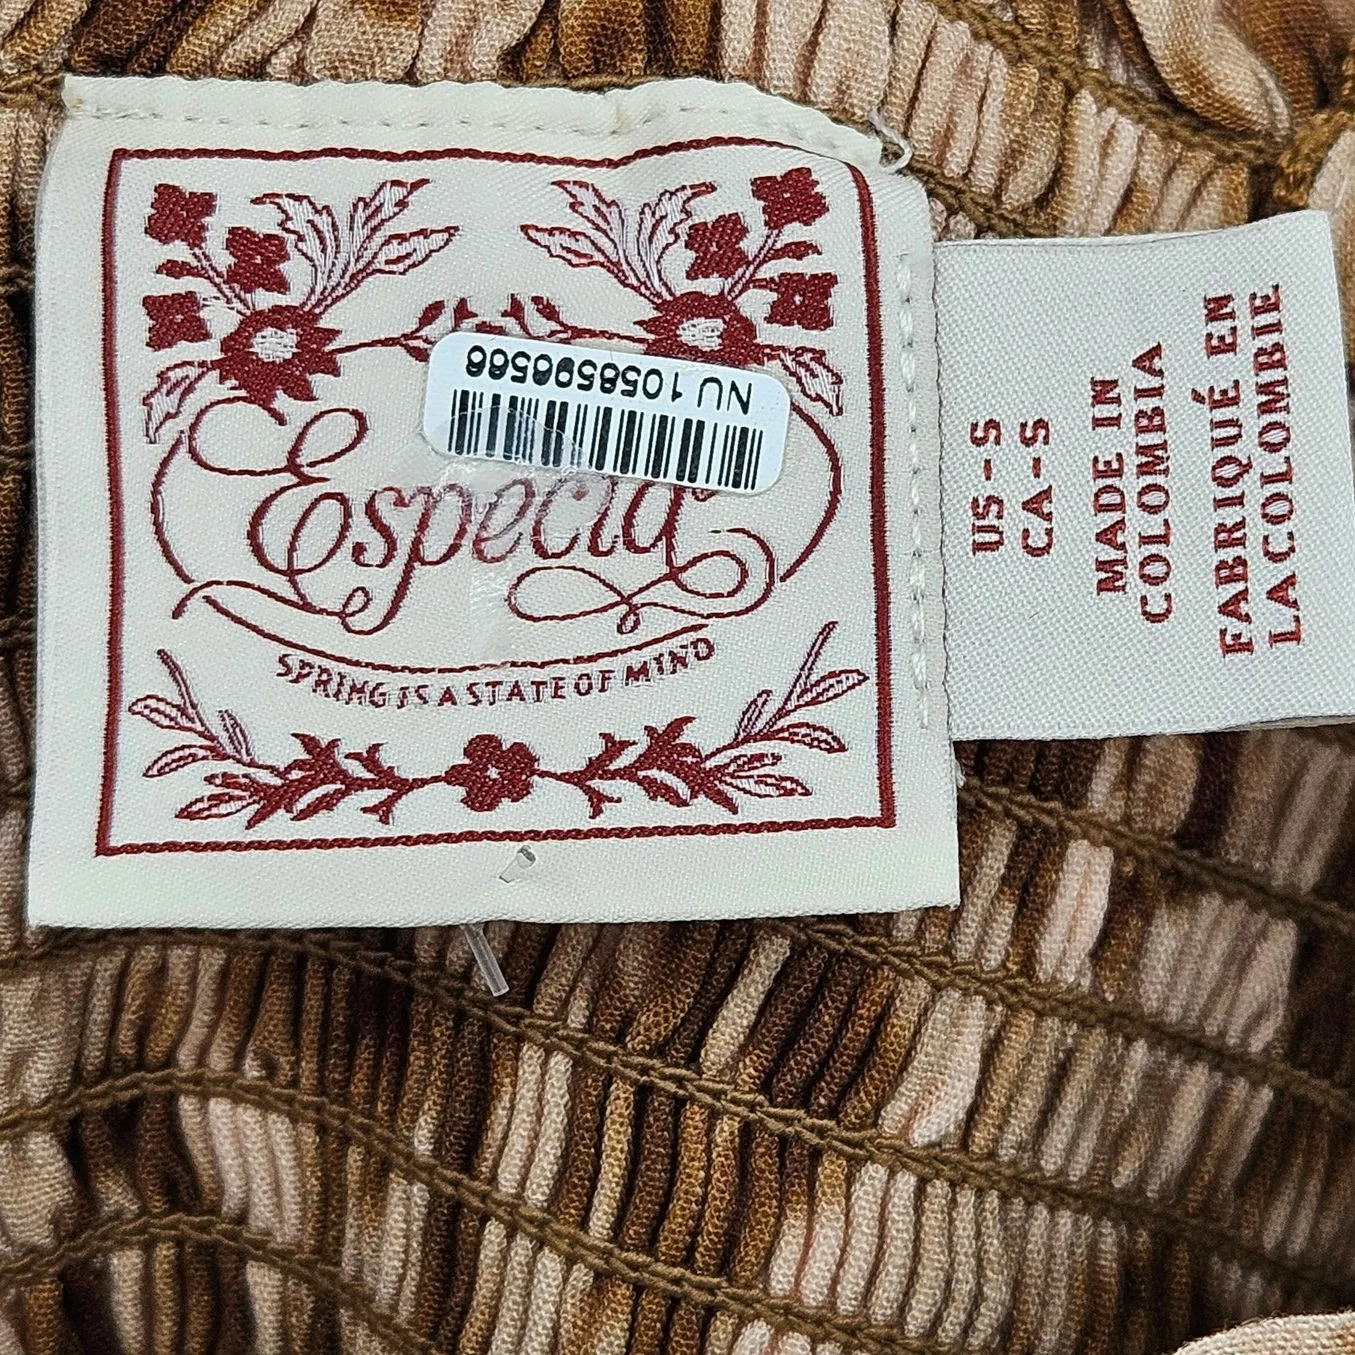 NU 1058598588
Especia
SPRING IS A STATE OF MIND
US-S
CA-S
MADE IN
COLOMBIA
FABRIQUÉ EN
LA COLOMBIE